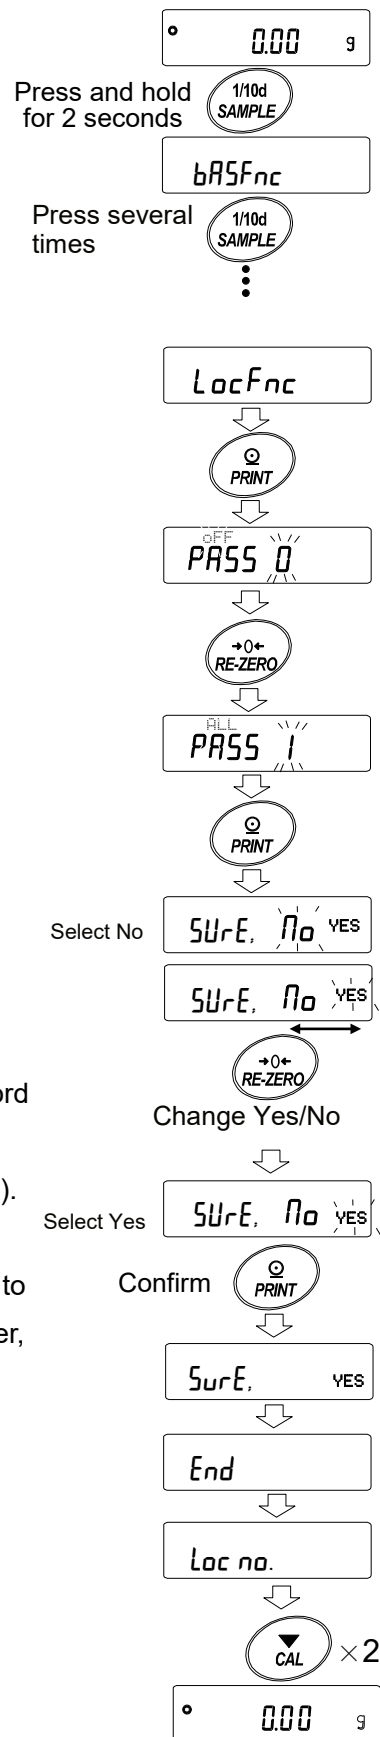 0.00 g
Press and hold
for 2 seconds
1/10d
SAMPLE
bASFnc
Press several
times
1/10d
SAMPLE
LocFnc
PRINT
oFF
PASS 0
→0←
RE-ZERO
ALL
PASS 1
PRINT
Select No
SUrE, No YES
SUrE, No YES
→0←
RE-ZERO
ord
Change Yes/No
).
Select Yes
SUrE, No YES
to
Confirm
PRINT
er,
SurE, YES
End
Loc no.
CAL
×2
0.00 g